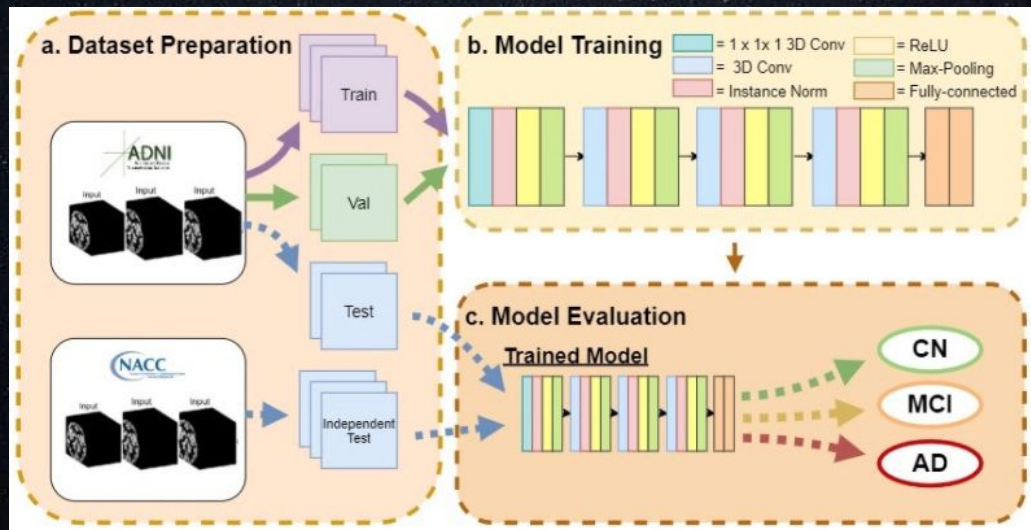 a. Dataset Preparation
ADNI
Input
Input
Input
NACC
Input
Input
Input
Train
Val
Test
Independent
Test
b. Model Training
= 1 x 1x 1 3D Conv
= 3D Conv
= Instance Norm
= ReLU
= Max-Pooling
= Fully-connected
c. Model Evaluation
Trained Model
CN
MCI
AD